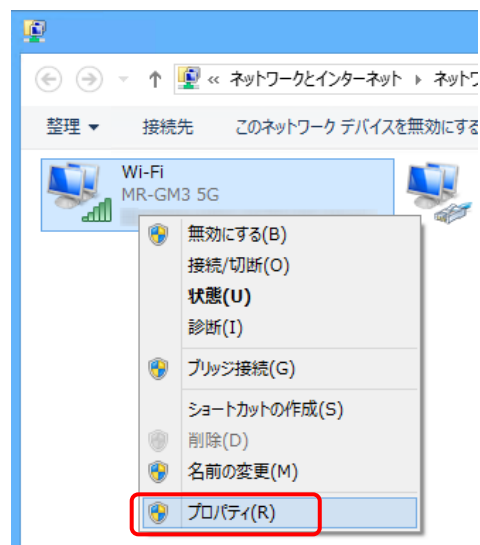 « ネットワークとインターネット ▸ ネットワ
整理 ▼ 接続先 このネットワーク デバイスを無効にする
Wi-Fi
MR-GM3 5G
無効にする(B)
接続/切断(O)
状態(U)
診断(I)
ブリッジ接続(G)
ショートカットの作成(S)
削除(D)
名前の変更(M)
プロパティ(R)